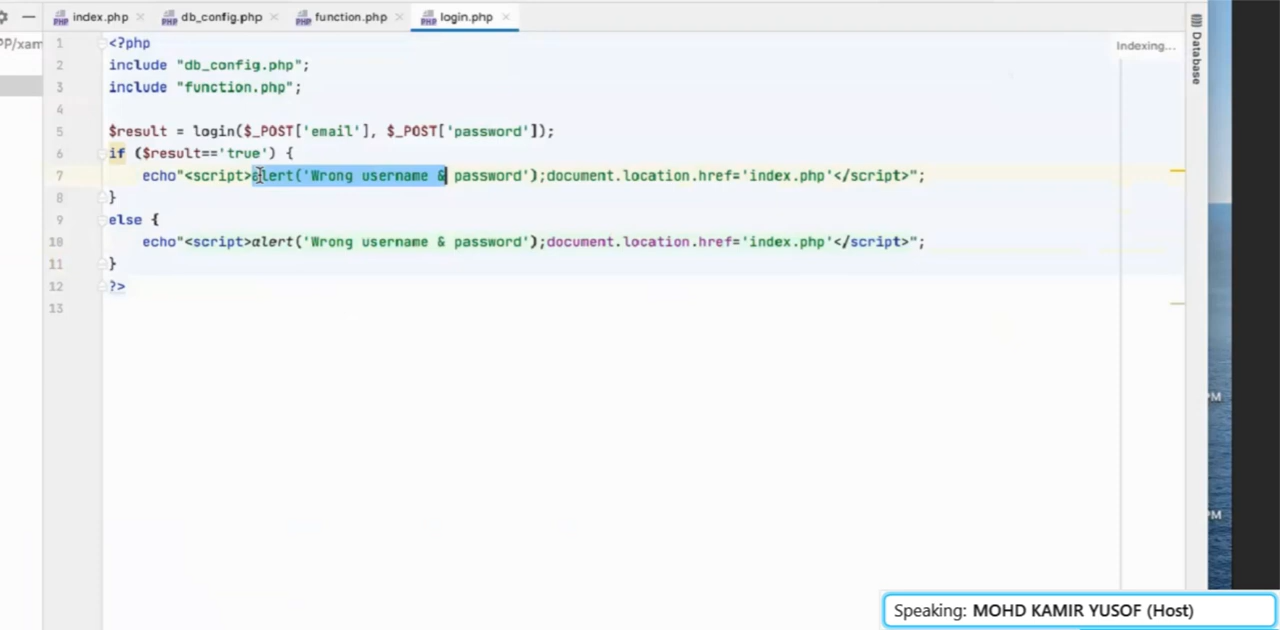 index.php
db_config.php
function.php
login.php
PP/xam
Indexing...
Database
1 <?php
2 include "db_config.php";
3 include "function.php";
4
5 $result = login($_POST['email'], $_POST['password']);
6 if ($result=='true') {
7 echo"<script>alert('Wrong username & password');document.location.href='index.php'</script>";
8 }
9 else {
10 echo"<script>alert('Wrong username & password');document.location.href='index.php'</script>";
11 }
12 ?>
13
PM
PM
Speaking: MOHD KAMIR YUSOF (Host)